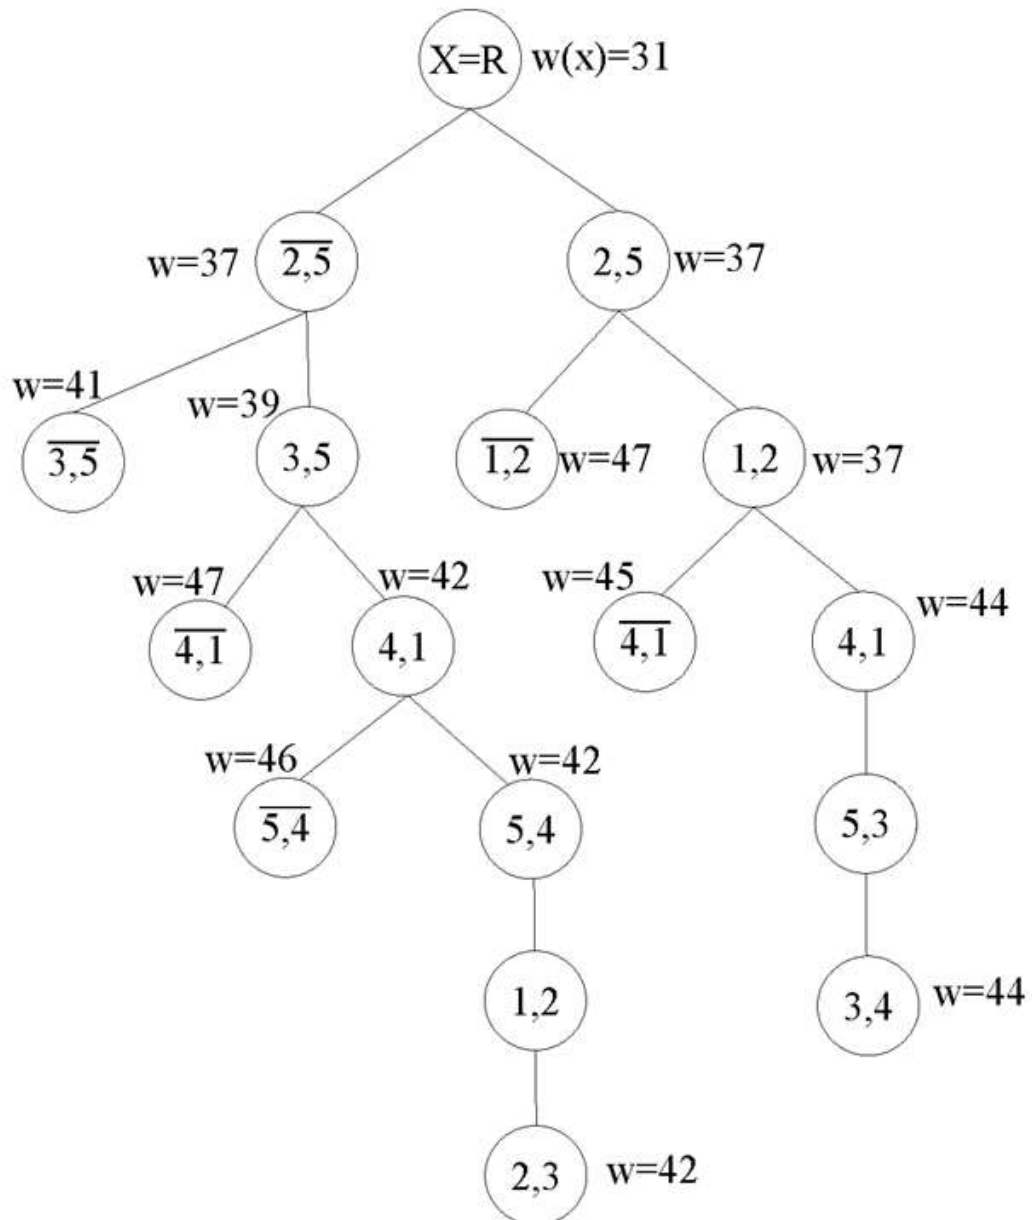 X=R w(x)=31
w=37 2,5 2,5 w=37
w=41 w=39
3,5 3,5 1,2 w=47 1,2 w=37
w=47 w=42 w=45 w=44
4,1 4,1 4,1 4,1
w=46 w=42
5,4 5,4 5,3
1,2 3,4 w=44
2,3 w=42